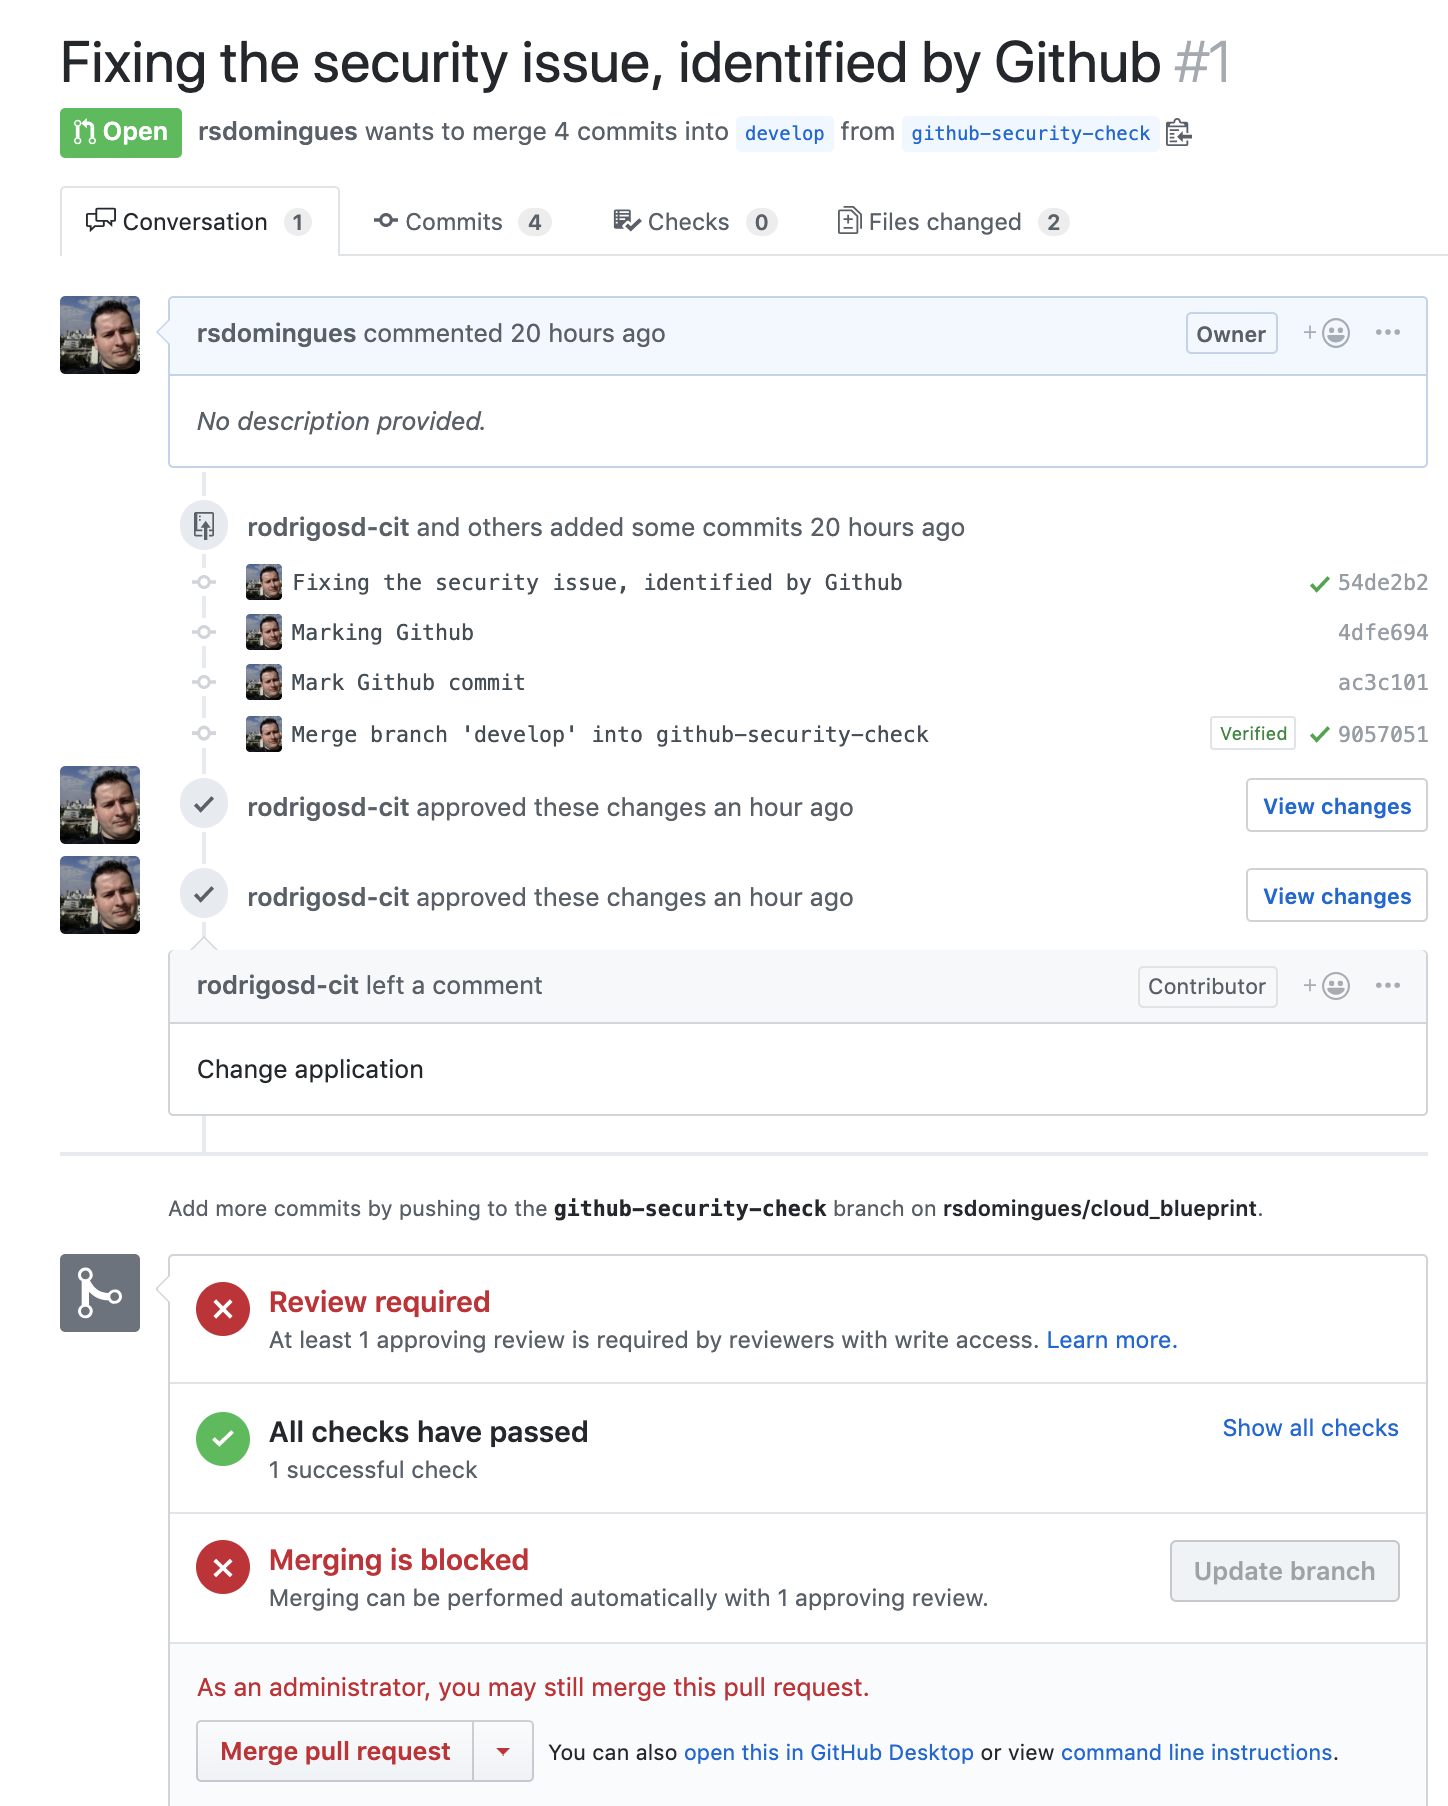 Fixing the security issue, identified by Github #1
Open rsdomingues wants to merge 4 commits into develop from github-security-check
Conversation 1 Commits 4 Checks 0 Files changed 2
rsdomingues commented 20 hours ago Owner + ...
No description provided.
rodrigosd-cit and others added some commits 20 hours ago
Fixing the security issue, identified by Github 54de2b2
Marking Github 4dfe694
Mark Github commit ac3c101
Merge branch 'develop' into github-security-check Verified 9057051
rodrigosd-cit approved these changes an hour ago View changes
rodrigosd-cit approved these changes an hour ago View changes
rodrigosd-cit left a comment Contributor + ...
Change application
Add more commits by pushing to the github-security-check branch on rsdomingues/cloud_blueprint.
Review required
At least 1 approving review is required by reviewers with write access. Learn more.
All checks have passed Show all checks
1 successful check
Merging is blocked Update branch
Merging can be performed automatically with 1 approving review.
As an administrator, you may still merge this pull request.
Merge pull request You can also open this in GitHub Desktop or view command line instructions.